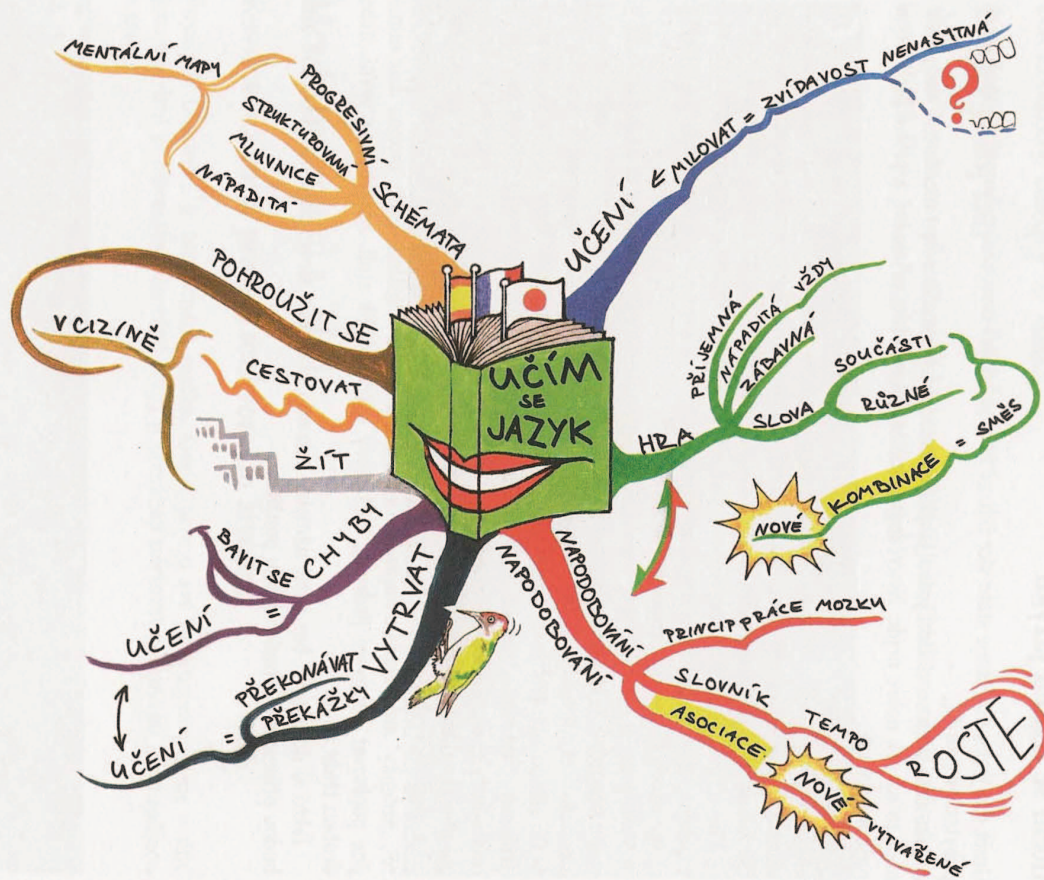 UČÍM
SE
JAZYK
UČENÍ
MILOVAT = ZVÍDAVOST NENASYTNÁ
?
HRA
PŘÍJEMNÁ
NÁPADITÁ
ZÁBAVNÁ
VŽDY
SLOVA
SOUČÁSTI
RŮZNÉ
= SMĚS
KOMBINACE
NOVÉ
NAPODOBOVÁNÍ
NAPODOBOVÁNÍ
PRINCIP PRÁCE MOZKU
SLOVNÍK
TEMPO
ROSTE
ASOCIACE
NOVÉ
VYTVÁŘENÉ
VYTRVAT
PŘEKONÁVAT
PŘEKÁŽKY
= UČENÍ
CHYBY
BAVIT SE
= UČENÍ
POHROUŽIT SE
V CIZINĚ
CESTOVAT
ŽÍT
SCHÉMATA
PROGRESIVNÍ
STRUKTUROVANÁ
MLUVNICE
NÁPADITÁ
MENTÁLNÍ MAPY